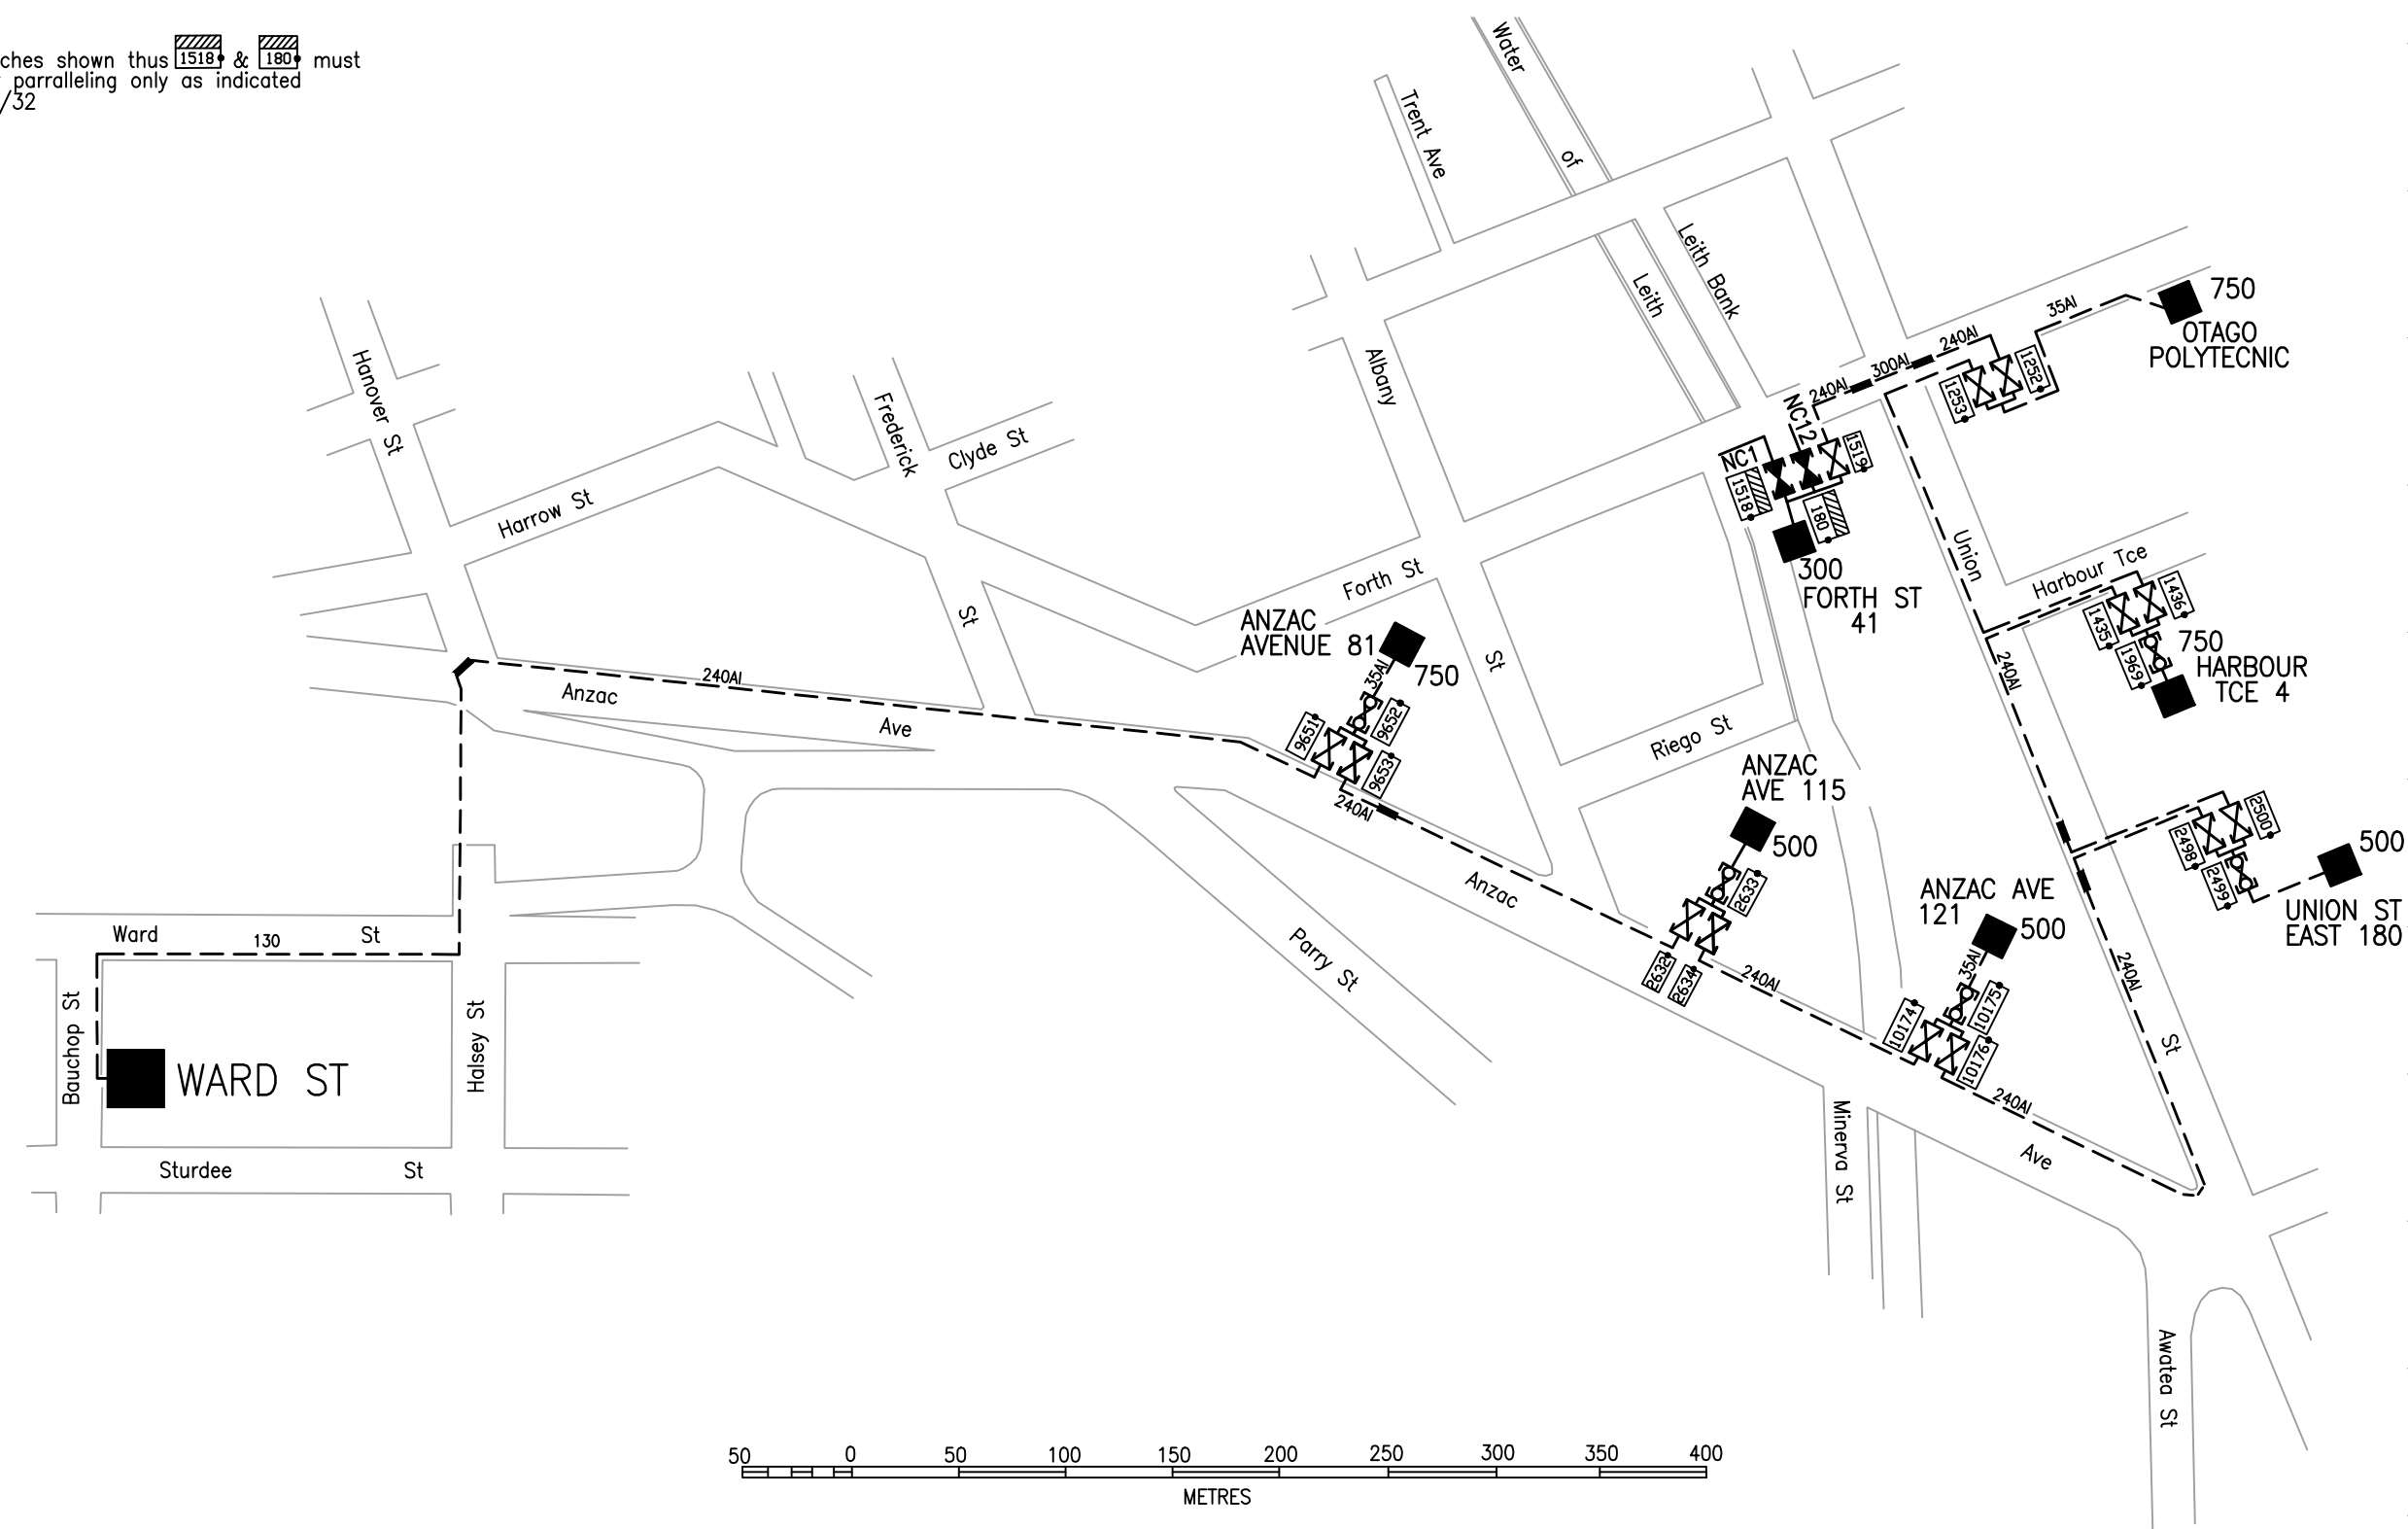 ches shown thus 1518 & 180 must
parralleling only as indicated
/32
Water
of
Leith
Trent Ave
Leith Bank
Hanover St
Frederick
St
Clyde St
Harrow St
Albany
St
Forth St
240Al
300Al
240Al
35Al
750
OTAGO
POLYTECNIC
1253
1252
NC12
NC1
1519
1518
180
300
FORTH ST
41
Union
St
Harbour Tce
1436
1435
1969
750
HARBOUR
TCE 4
240Al
ANZAC
AVENUE 81
750
35Al
9651
9652
9653
240Al
240Al
Anzac
Ave
Riego St
ANZAC
AVE 115
500
2633
2632
2634
240Al
Anzac
Ave
ANZAC AVE
121
500
35Al
10174
10175
10176
240Al
2500
2498
2499
500
UNION ST
EAST 180
240Al
Parry St
Ward St
130
Bauchop St
WARD ST
Halsey St
Sturdee St
Minerva St
Awatea St
50 0 50 100 150 200 250 300 350 400
METRES